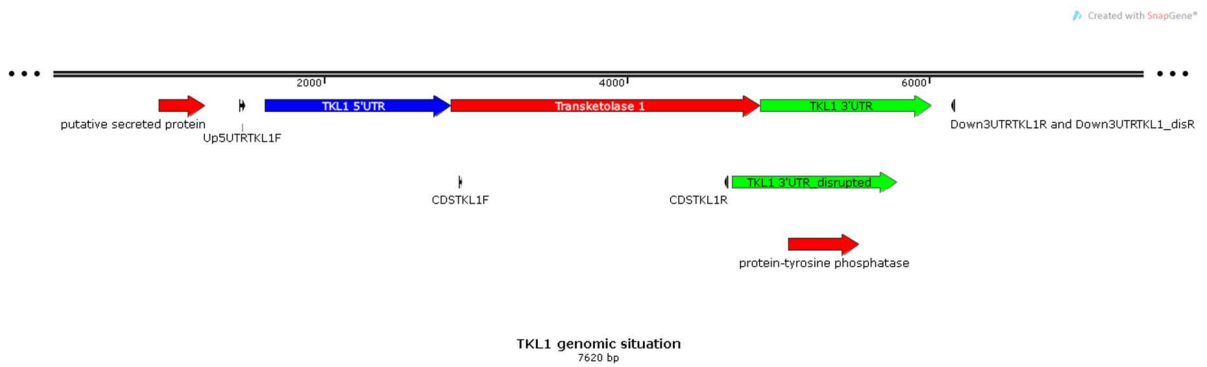 Created with SnapGene®
2000
4000
6000
TKL1 5'UTR
Transketolase 1
TKL1 3'UTR
putative secreted protein
Up5UTRTKL1F
Down3UTRTKL1R and Down3UTRTKL1_disR
TKL1 3'UTR_disrupted
CDSTKL1F
CDSTKL1R
protein-tyrosine phosphatase
TKL1 genomic situation
7620 bp